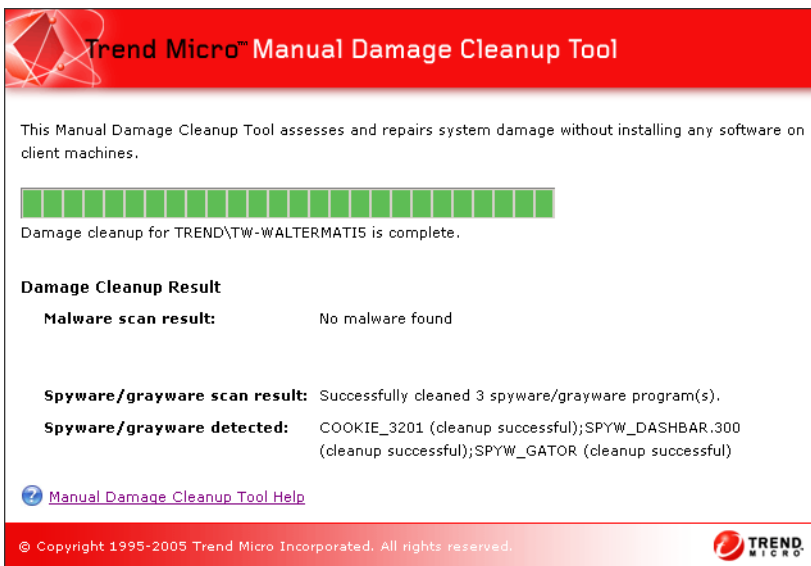 Trend Micro™ Manual Damage Cleanup Tool
This Manual Damage Cleanup Tool assesses and repairs system damage without installing any software on
client machines.
Damage cleanup for TREND\TW-WALTERMATI5 is complete.
Damage Cleanup Result
Malware scan result: No malware found
Spyware/grayware scan result: Successfully cleaned 3 spyware/grayware program(s).
Spyware/grayware detected: COOKIE_3201 (cleanup successful);SPYW_DASHBAR.300
(cleanup successful);SPYW_GATOR (cleanup successful)
Manual Damage Cleanup Tool Help
© Copyright 1995-2005 Trend Micro Incorporated. All rights reserved.
TREND
MICRO